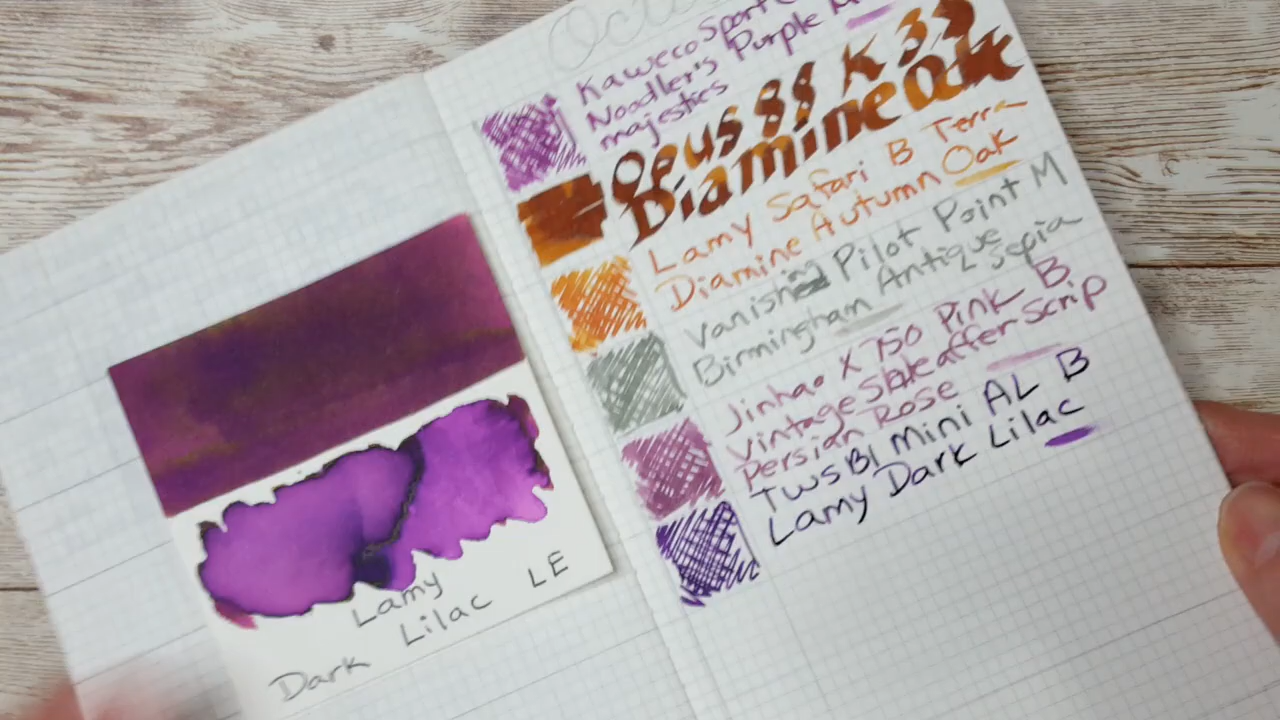 Kaweco Sport
Noodler's Purple
majestics
Opus 88 K 33
Diamine Oak
Lamy Safari B Terra
Diamine Autumn Oak
Vanishing Pilot Point M
Birmingham Antique Sepia
Jinhao X750 Pink B
Vintage Sheaffer Scrip
Persian Rose
TWSBI Mini AL B
Lamy Dark Lilac
Lamy
Dark Lilac LE